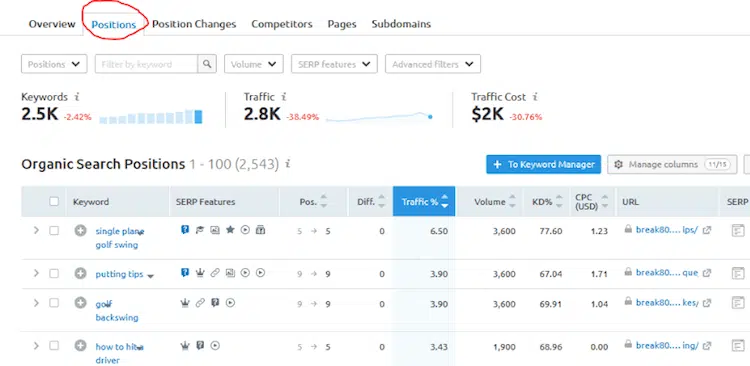 Overview Positions Position Changes Competitors Pages Subdomains
Positions Filter by keyword Volume SERP features Advanced filters
Keywords i Traffic i Traffic Cost i
2.5K -2.42% 2.8K -38.49% $2K -30.76%
Organic Search Positions 1 - 100 (2,543) i + To Keyword Manager Manage columns 11/15
Keyword SERP Features Pos. Diff. Traffic % Volume KD% CPC (USD) URL SERP
single plane golf swing 5 → 5 0 6.50 3,600 77.60 1.23 break80.... ips/
putting tips 9 → 9 0 3.90 3,600 67.04 1.71 break80.... que
golf backswing 9 → 9 0 3.90 3,600 69.91 1.04 break80.... kes/
how to hit a driver 5 → 5 0 3.43 1,900 68.96 0.00 break80.... ing/